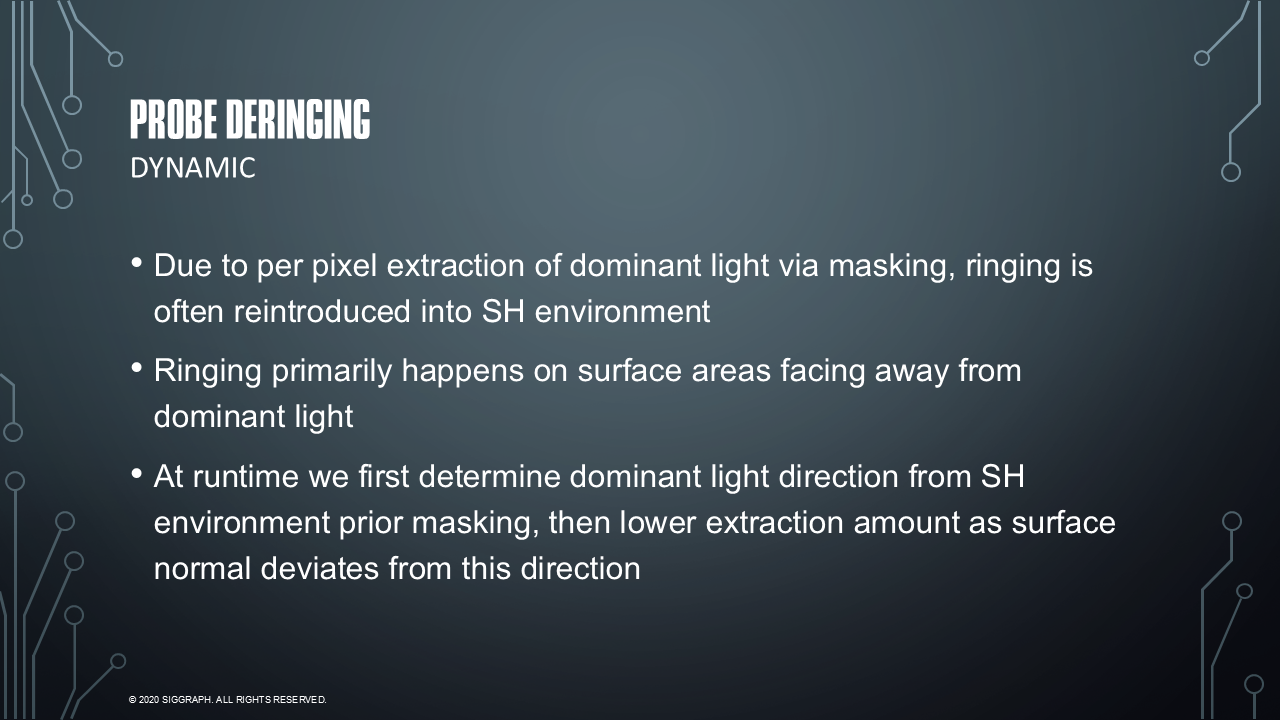 PROBE DERINGING
DYNAMIC
• Due to per pixel extraction of dominant light via masking, ringing is
often reintroduced into SH environment
• Ringing primarily happens on surface areas facing away from
dominant light
• At runtime we first determine dominant light direction from SH
environment prior masking, then lower extraction amount as surface
normal deviates from this direction
© 2020 SIGGRAPH. ALL RIGHTS RESERVED.